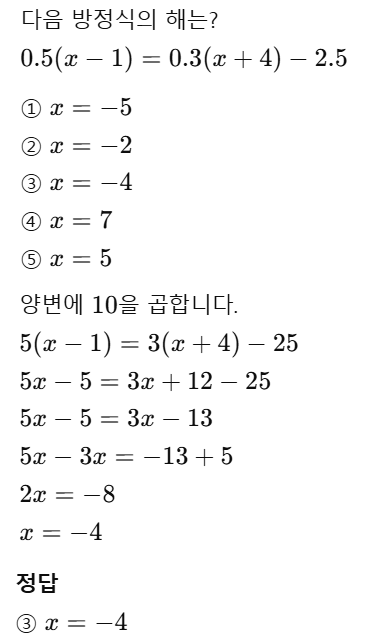 다음 방정식의 해는?
0.5(x − 1) = 0.3(x + 4) − 2.5
① x = −5
② x = −2
③ x = −4
④ x = 7
⑤ x = 5
양변에 10을 곱합니다.
5(x − 1) = 3(x + 4) − 25
5x − 5 = 3x + 12 − 25
5x − 5 = 3x − 13
5x − 3x = −13 + 5
2x = −8
x = −4
정답
③ x = −4